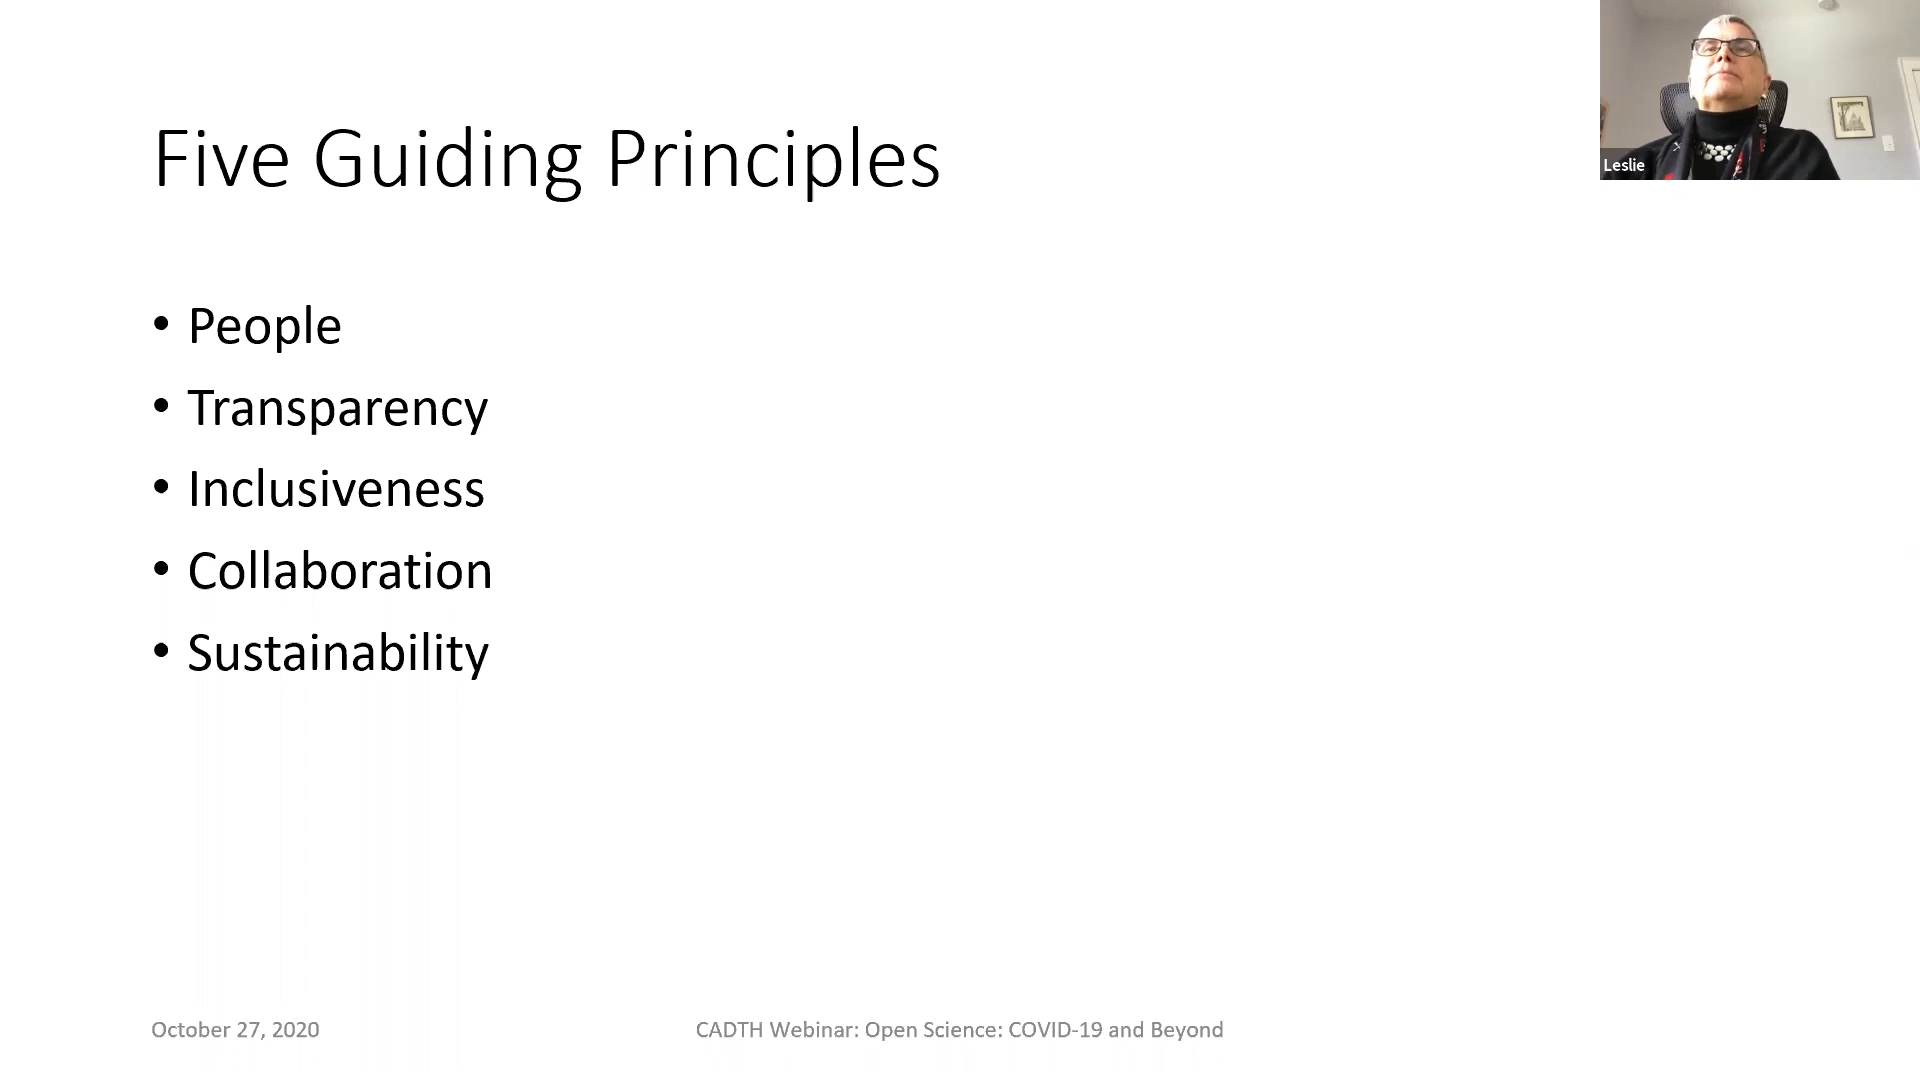 Five Guiding Principles
Leslie
• People
• Transparency
• Inclusiveness
• Collaboration
• Sustainability
October 27, 2020
CADTH Webinar: Open Science: COVID-19 and Beyond